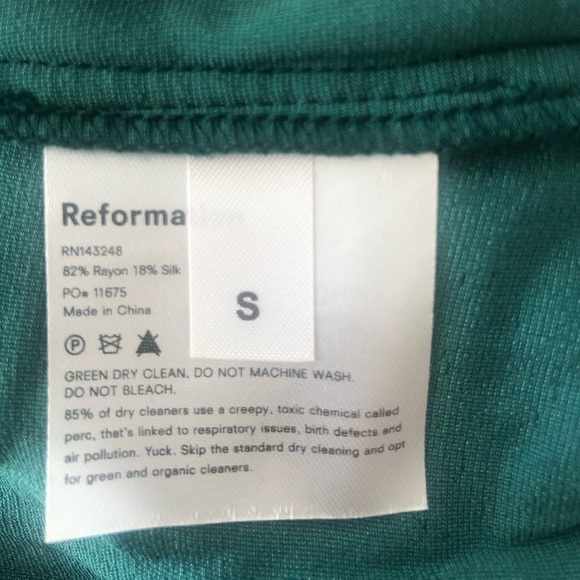 Reforma
RN143248
82% Rayon 18% Silk
PO# 11675
Made in China
S
P
GREEN DRY CLEAN, DO NOT MACHINE WASH.
DO NOT BLEACH.
85% of dry cleaners use a creepy, toxic chemical called
perc, that's linked to respiratory issues, birth defects and
air pollution. Yuck. Skip the standard dry cleaning and opt
for green and organic cleaners.